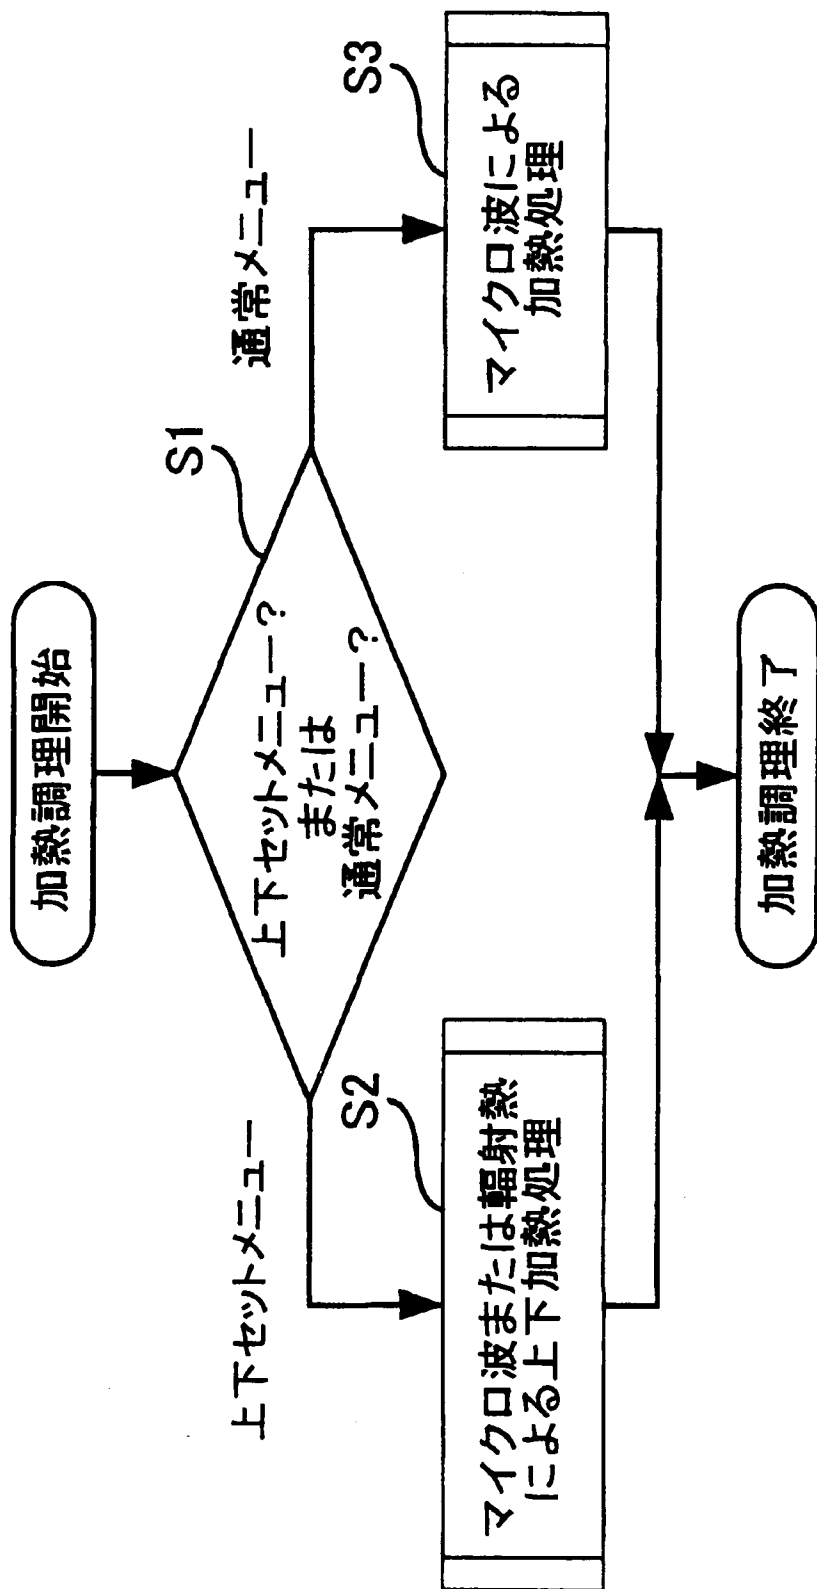 加熱調理開始
S1
上下セットメニュー？
または
通常メニュー？
上下セットメニュー
通常メニュー
S2
マイクロ波または輻射熱
による上下加熱処理
S3
マイクロ波による
加熱処理
加熱調理終了